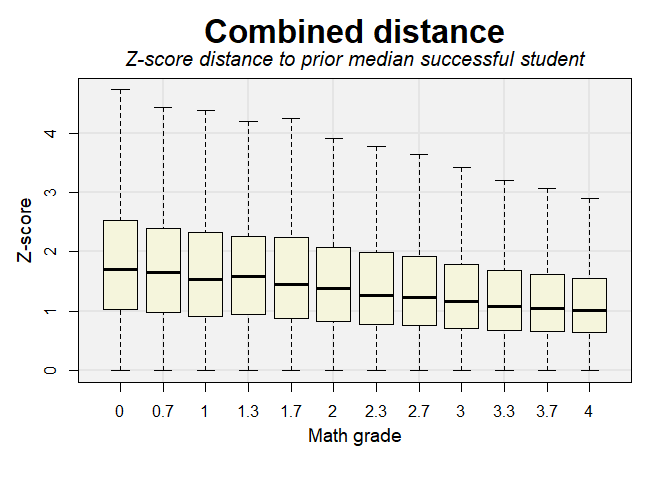 Combined distance
Z-score distance to prior median successful student
Z-score
4
3
2
1
0
0 0.7 1 1.3 1.7 2 2.3 2.7 3 3.3 3.7 4
Math grade